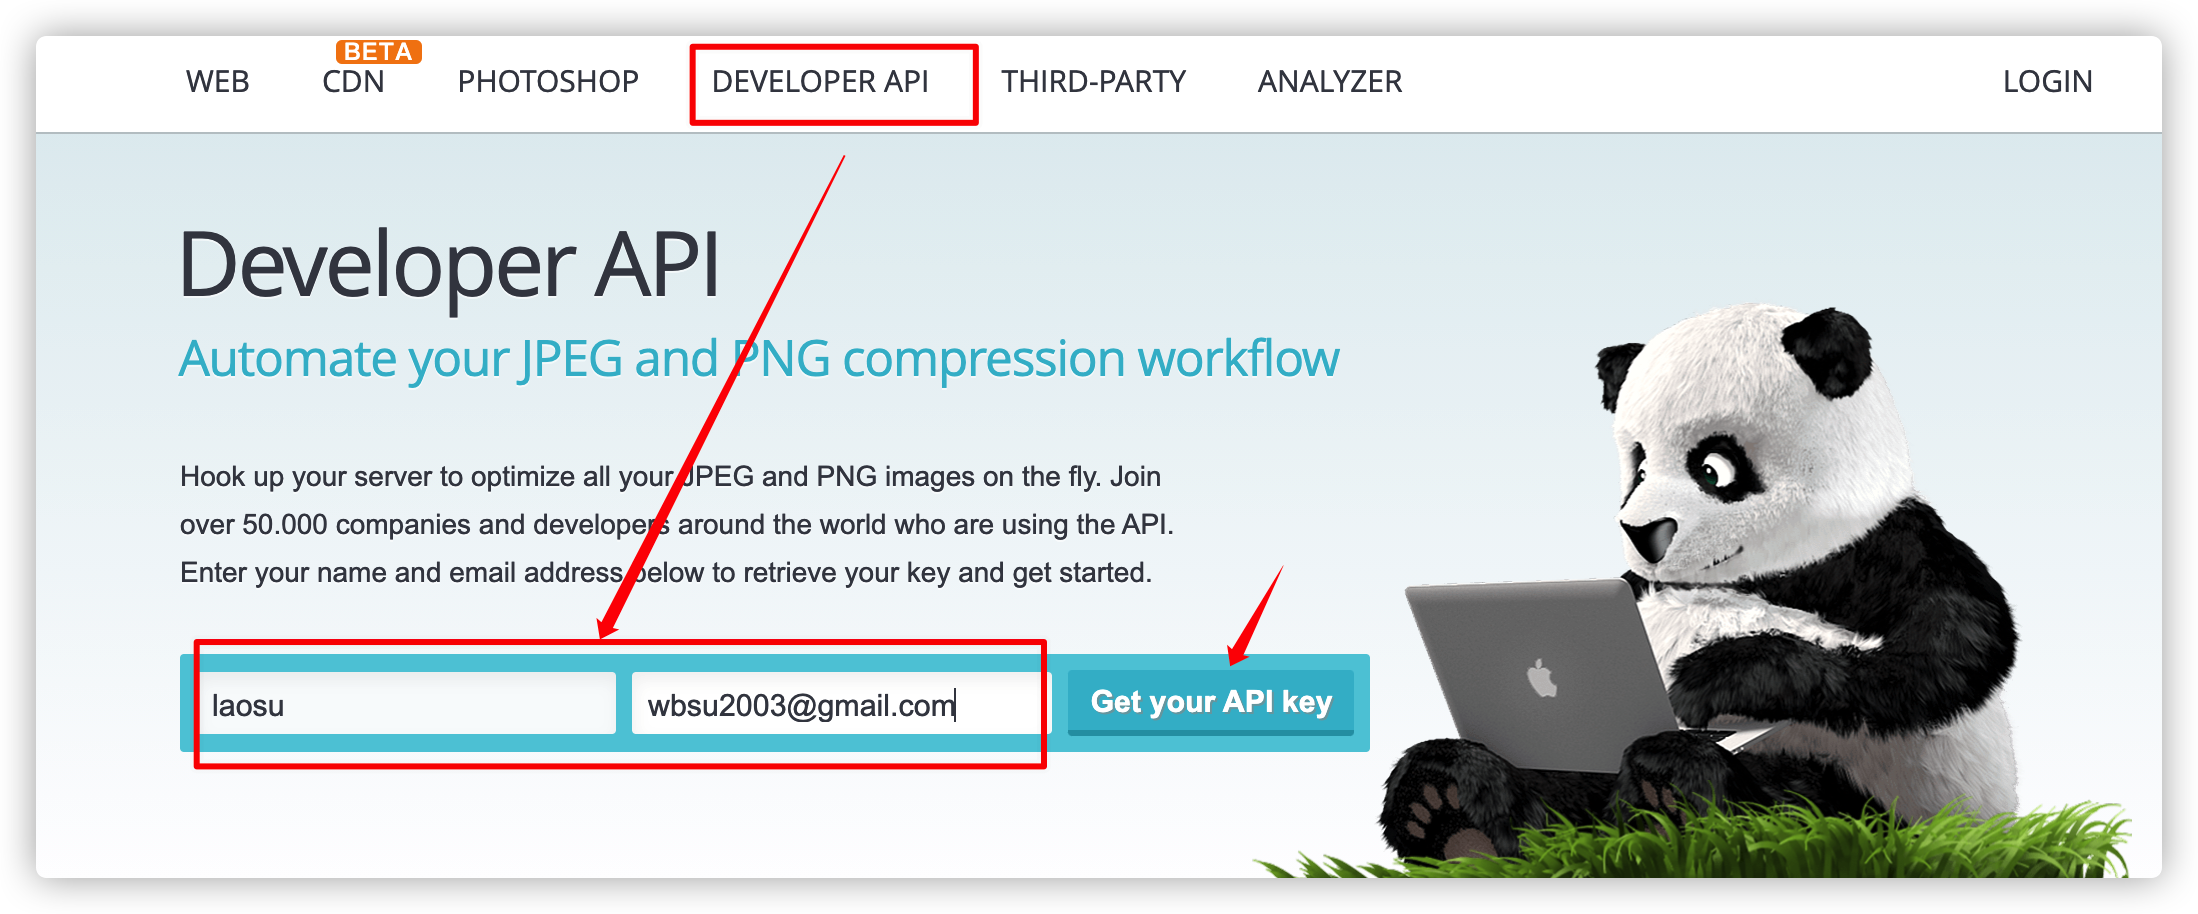 BETA
WEB CDN PHOTOSHOP DEVELOPER API THIRD-PARTY ANALYZER LOGIN
Developer API
Automate your JPEG and PNG compression workflow
Hook up your server to optimize all your JPEG and PNG images on the fly. Join
over 50.000 companies and developers around the world who are using the API.
Enter your name and email address below to retrieve your key and get started.
laosu wbsu2003@gmail.com Get your API key